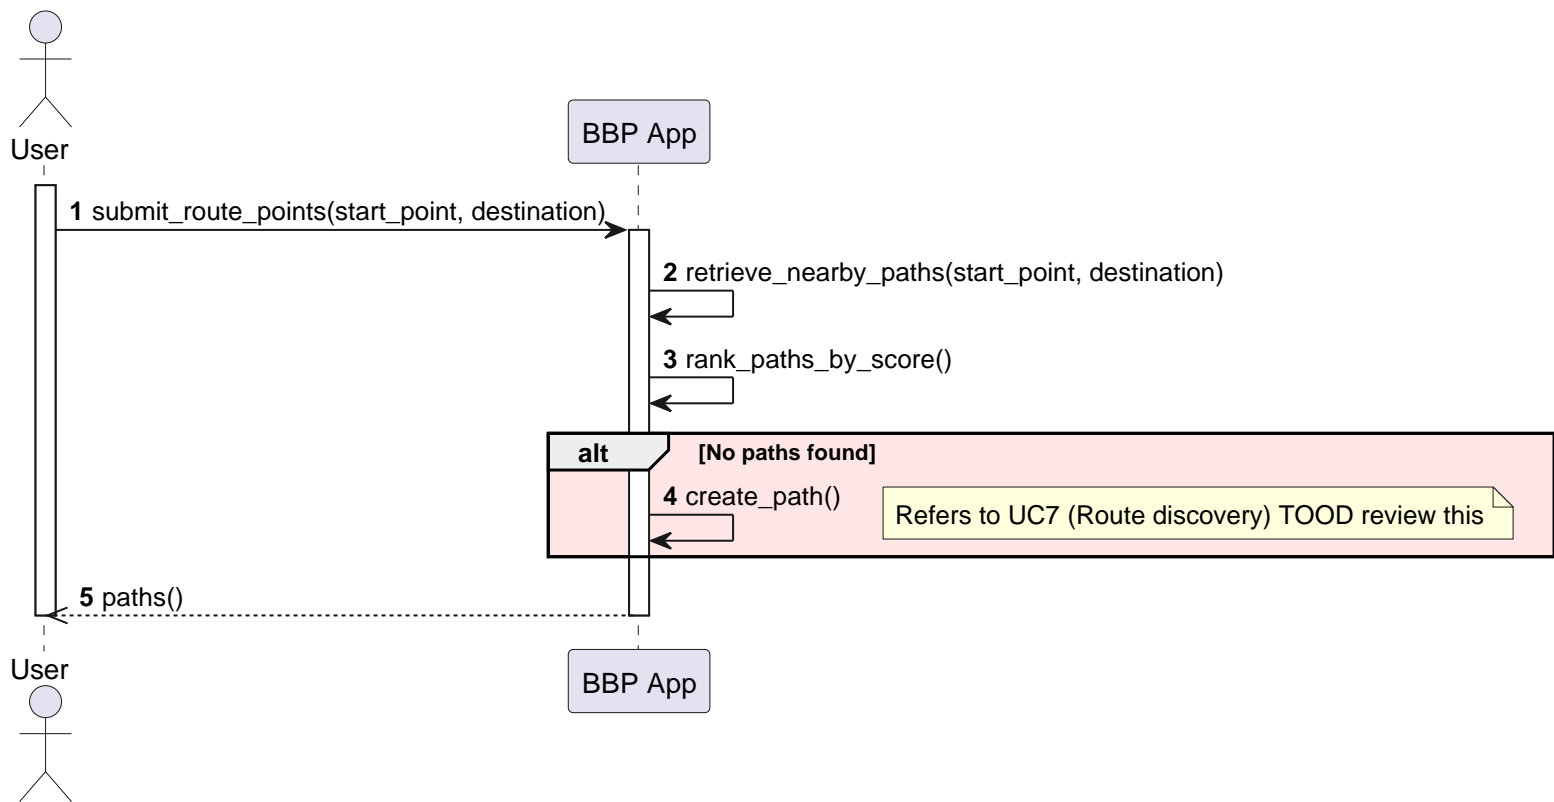 User
BBP App
1 submit_route_points(start_point, destination)
2 retrieve_nearby_paths(start_point, destination)
3 rank_paths_by_score()
alt [No paths found]
4 create_path()
Refers to UC7 (Route discovery) TOOD review this
5 paths()
User
BBP App